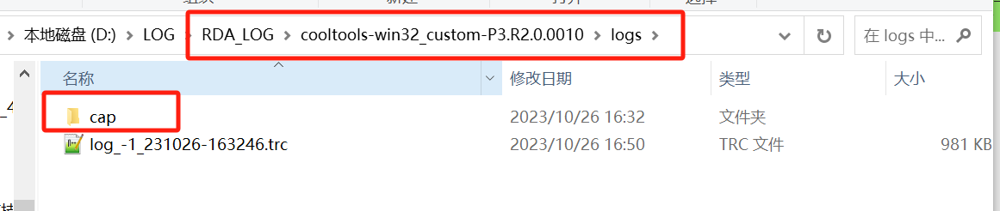 本地磁盘 (D:) > LOG > RDA_LOG > cooltools-win32_custom-P3.R2.0.0010 > logs >
在 logs 中...
名称 修改日期 类型 大小
cap 2023/10/26 16:32 文件夹
log_-1_231026-163246.trc 2023/10/26 16:50 TRC 文件 981 KB